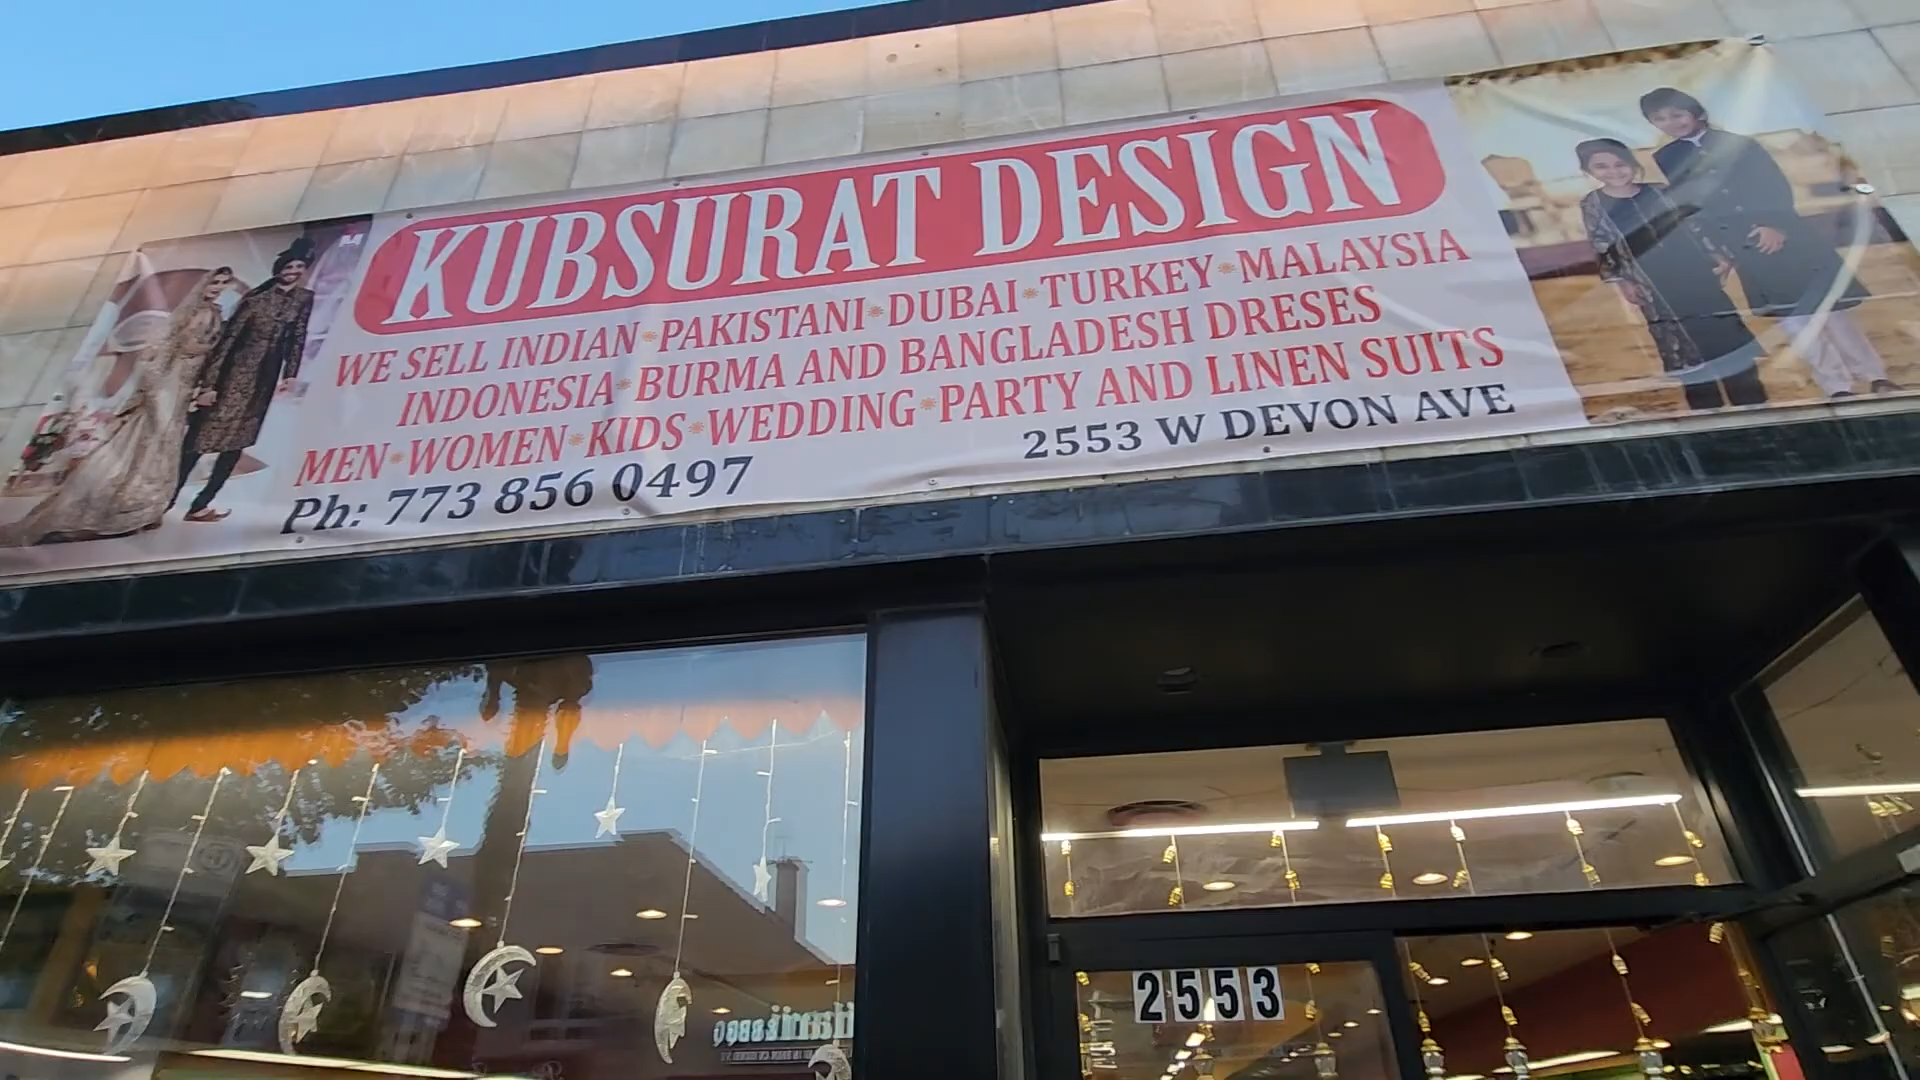 KUBSURAT DESIGN
WE SELL INDIAN*PAKISTANI*DUBAI*TURKEY*MALAYSIA
INDONESIA*BURMA AND BANGLADESH DRESES
MEN*WOMEN*KIDS*WEDDING*PARTY AND LINEN SUITS
Ph: 773 856 0497
2553 W DEVON AVE
2553